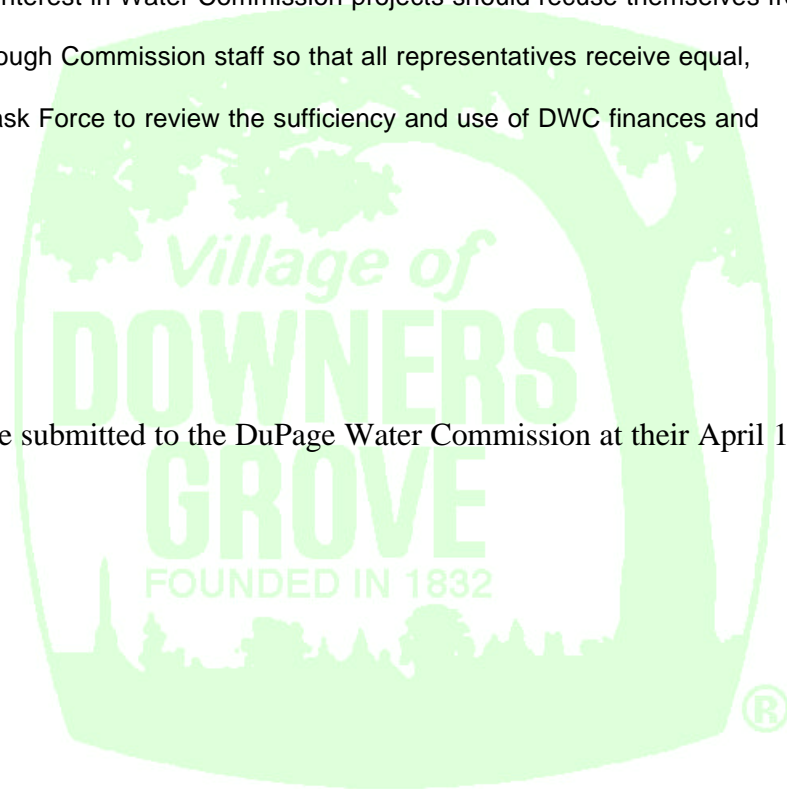 interest in Water Commission projects should recuse themselves
ough Commission staff so that all representatives receive equal,
ask Force to review the sufficiency and use of DWC finances and
Village of
DOWNERS
e submitted to the DuPage Water Commission at their April 1
GROVE
FOUNDED IN 1832
®